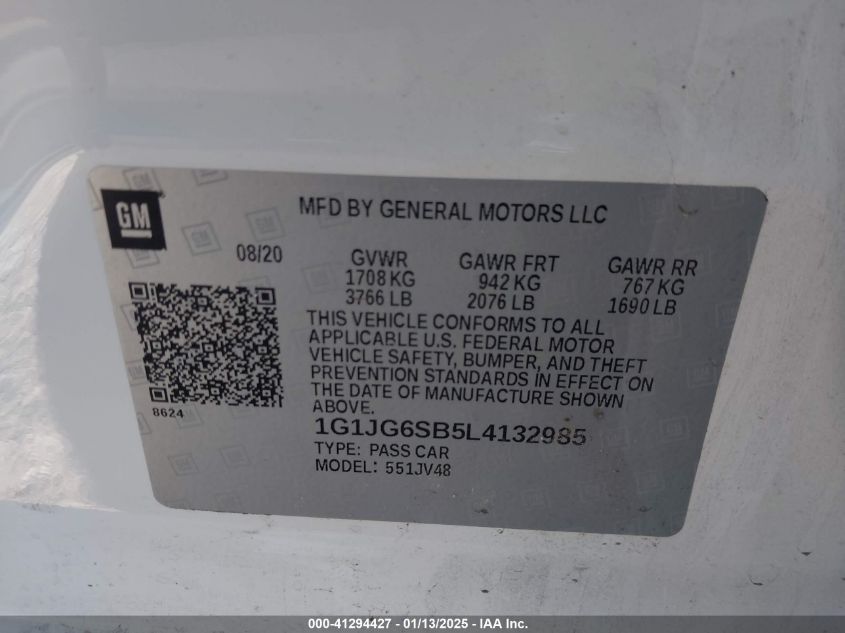 GM
MFD BY GENERAL MOTORS LLC
08/20
GVWR
1708 KG
3766 LB
GAWR FRT
942 KG
2076 LB
GAWR RR
767 KG
1690 LB
THIS VEHICLE CONFORMS TO ALL
APPLICABLE U.S. FEDERAL MOTOR
VEHICLE SAFETY, BUMPER, AND THEFT
PREVENTION STANDARDS IN EFFECT ON
THE DATE OF MANUFACTURE SHOWN
ABOVE.
8624
1G1JG6SB5L4132985
TYPE: PASS CAR
MODEL: 551JV48
000-41294427 - 01/13/2025 - IAA Inc.